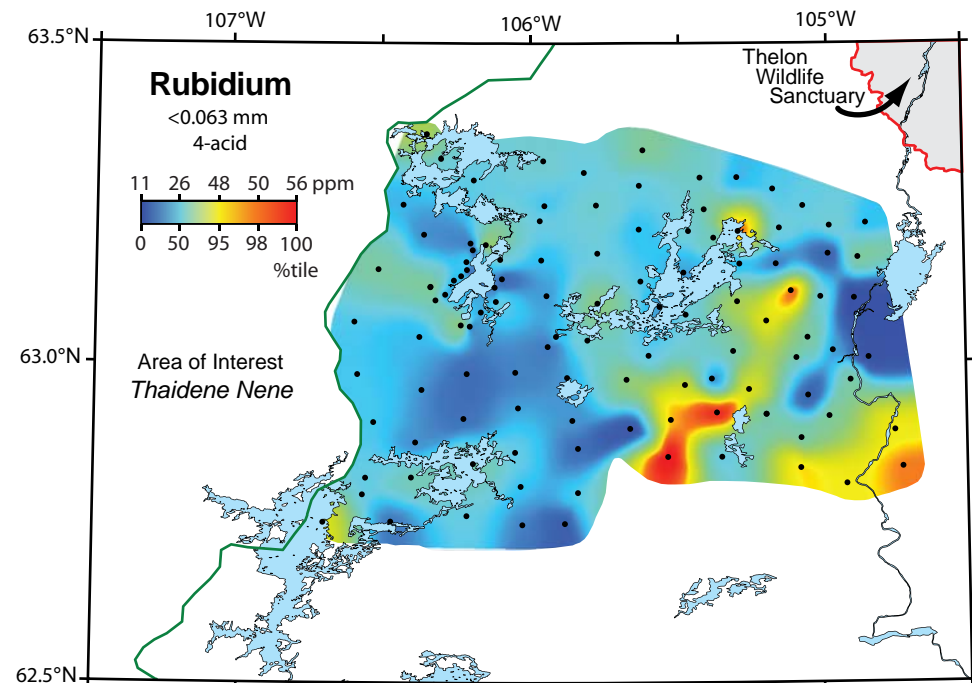 107°W 106°W 105°W
63.5°N
Thelon
Wildlife
Sanctuary
Rubidium
<0.063 mm
4-acid
11 26 48 50 56 ppm
0 50 95 98 100
%tile
63.0°N
Area of Interest
Thaidene Nene
62.5°N